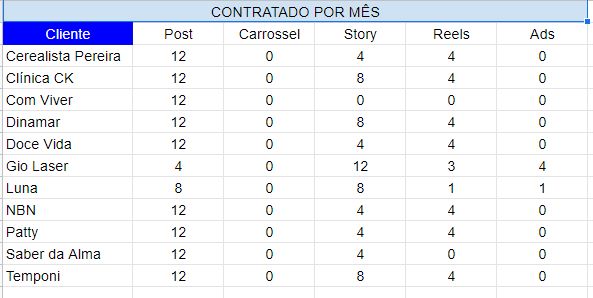 CONTRATADO POR MÊS
Cliente Post Carrossel Story Reels Ads
Cerealista Pereira 12 0 4 4 0
Clínica CK 12 0 8 4 0
Com Viver 12 0 0 0 0
Dinamar 12 0 8 4 0
Doce Vida 12 0 4 4 0
Gio Laser 4 0 12 3 4
Luna 8 0 8 1 1
NBN 12 0 4 4 0
Patty 12 0 4 4 0
Saber da Alma 12 0 4 0 0
Temponi 12 0 8 4 0